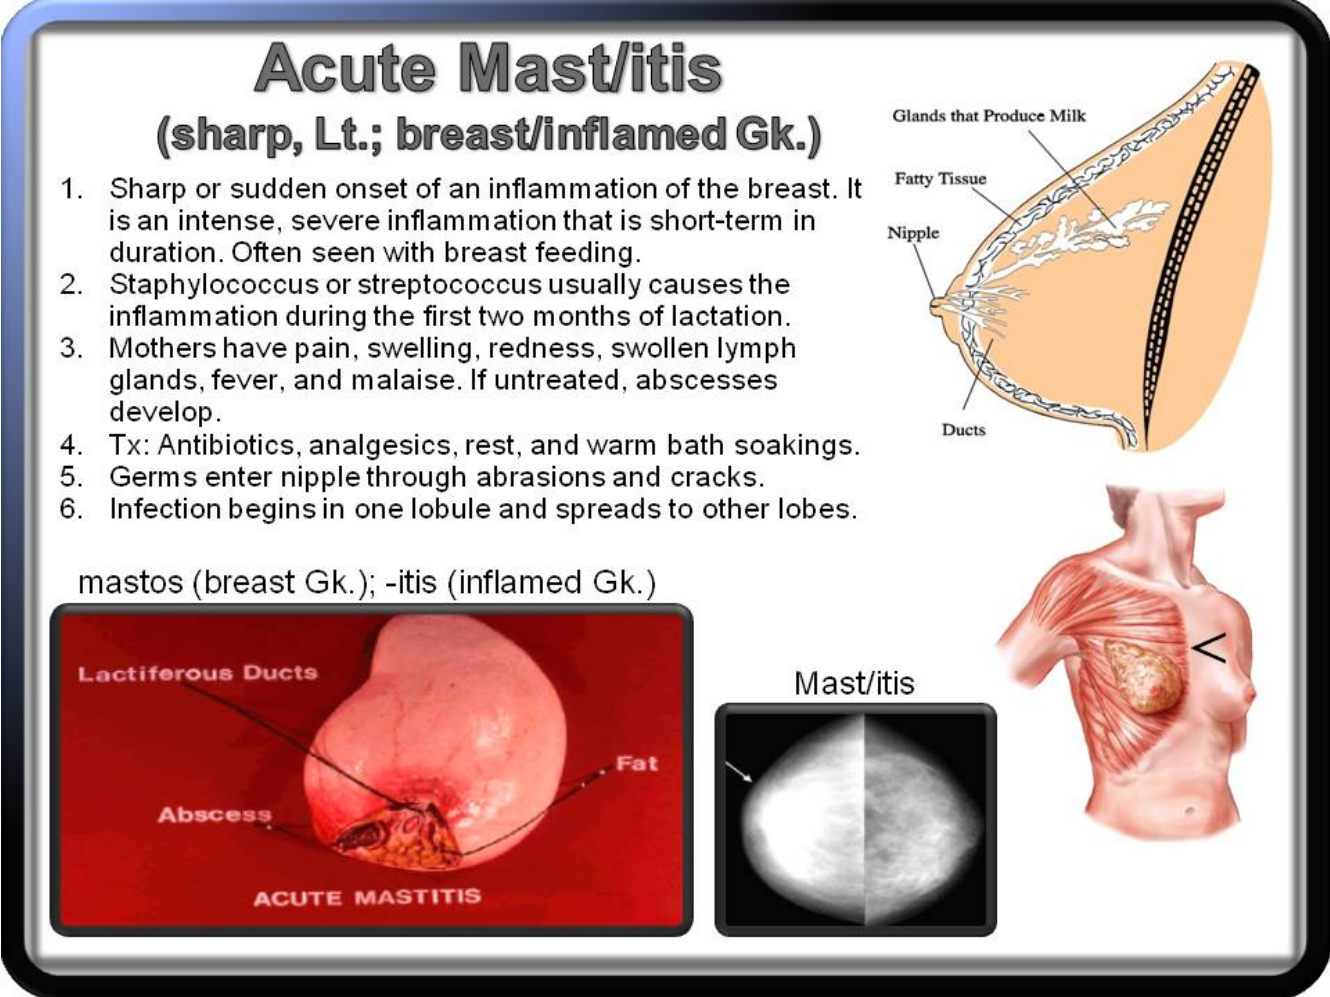 Acute Mast/itis
(sharp, Lt.; breast/inflamed Gk.)
1. Sharp or sudden onset of an inflammation of the breast. It
is an intense, severe inflammation that is short-term in
duration. Often seen with breast feeding.
2. Staphylococcus or streptococcus usually causes the
inflammation during the first two months of lactation.
3. Mothers have pain, swelling, redness, swollen lymph
glands, fever, and malaise. If untreated, abscesses
develop.
4. Tx: Antibiotics, analgesics, rest, and warm bath soakings.
5. Germs enter nipple through abrasions and cracks.
6. Infection begins in one lobule and spreads to other lobes.
Glands that Produce Milk
Fatty Tissue
Nipple
Ducts
mastos (breast Gk.); -itis (inflamed Gk.)
Lactiferous Ducts
Fat
Abscess
ACUTE MASTITIS
Mast/itis
<